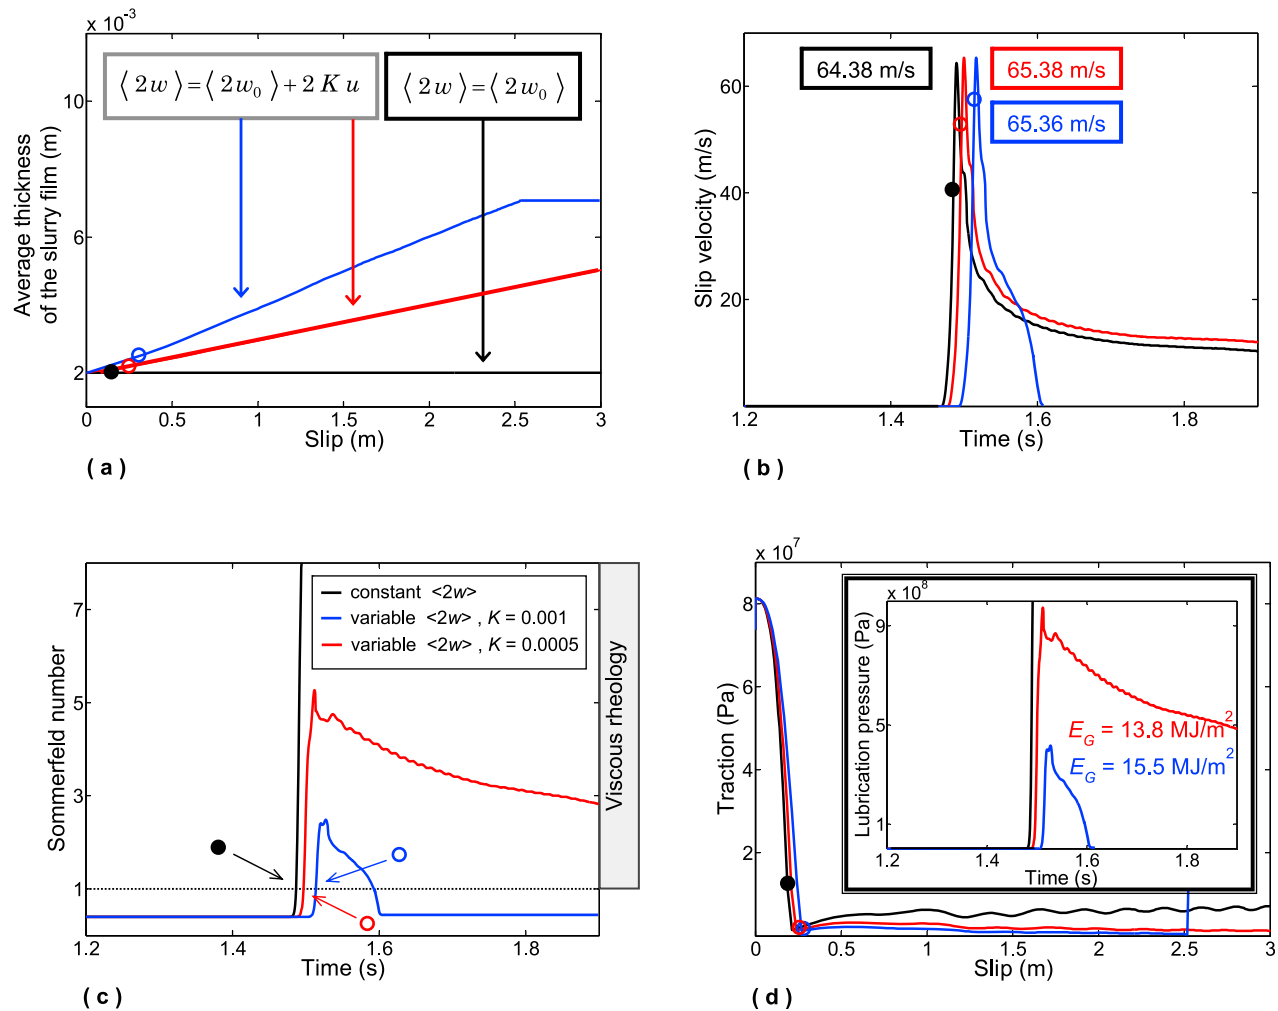 x 10⁻³
⟨2w⟩=⟨2w₀⟩+2 K u
⟨2w⟩=⟨2w₀⟩
Average thickness
of the slurry film (m)
10
6
2
0
0.5
1
1.5
2
2.5
3
Slip (m)
( a )
64.38 m/s
65.38 m/s
65.36 m/s
Slip velocity (m/s)
60
40
20
1.2
1.4
1.6
1.8
Time (s)
( b )
constant <2w>
variable <2w> , K = 0.001
variable <2w> , K = 0.0005
Viscous rheology
Sommerfeld number
7
5
3
1
1.2
1.4
1.6
1.8
Time (s)
( c )
x 10⁷
Traction (Pa)
8
6
4
2
0
0
0.5
1
1.5
2
2.5
3
Slip (m)
x 10⁸
Lubrication pressure (Pa)
9
5
1
E_G = 13.8 MJ/m²
E_G = 15.5 MJ/m²
1.2
1.4
1.6
1.8
Time (s)
( d )